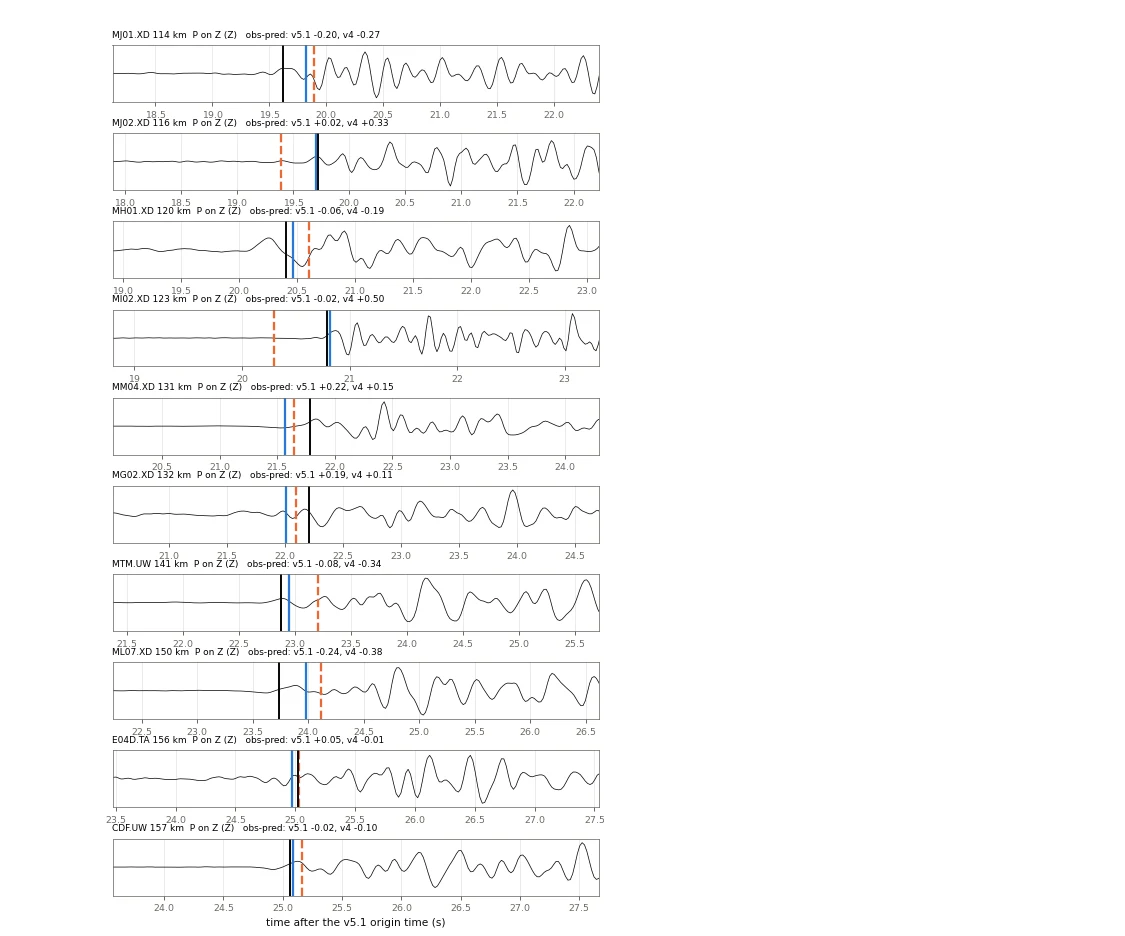 MJ01.XD 114 km  P on Z (Z)   obs-pred: v5.1 -0.20, v4 -0.27
18.5 19.0 19.5 20.0 20.5 21.0 21.5 22.0
MJ02.XD 116 km  P on Z (Z)   obs-pred: v5.1 +0.02, v4 +0.33
18.0 18.5 19.0 19.5 20.0 20.5 21.0 21.5 22.0
MH01.XD 120 km  P on Z (Z)   obs-pred: v5.1 -0.06, v4 -0.19
19.0 19.5 20.0 20.5 21.0 21.5 22.0 22.5 23.0
MI02.XD 123 km  P on Z (Z)   obs-pred: v5.1 -0.02, v4 +0.50
19 20 21 22 23
MM04.XD 131 km  P on Z (Z)   obs-pred: v5.1 +0.22, v4 +0.15
20.5 21.0 21.5 22.0 22.5 23.0 23.5 24.0
MG02.XD 132 km  P on Z (Z)   obs-pred: v5.1 +0.19, v4 +0.11
21.0 21.5 22.0 22.5 23.0 23.5 24.0 24.5
MTM.UW 141 km  P on Z (Z)   obs-pred: v5.1 -0.08, v4 -0.34
21.5 22.0 22.5 23.0 23.5 24.0 24.5 25.0 25.5
ML07.XD 150 km  P on Z (Z)   obs-pred: v5.1 -0.24, v4 -0.38
22.5 23.0 23.5 24.0 24.5 25.0 25.5 26.0 26.5
E04D.TA 156 km  P on Z (Z)   obs-pred: v5.1 +0.05, v4 -0.01
23.5 24.0 24.5 25.0 25.5 26.0 26.5 27.0 27.5
CDF.UW 157 km  P on Z (Z)   obs-pred: v5.1 -0.02, v4 -0.10
24.0 24.5 25.0 25.5 26.0 26.5 27.0 27.5
time after the v5.1 origin time (s)